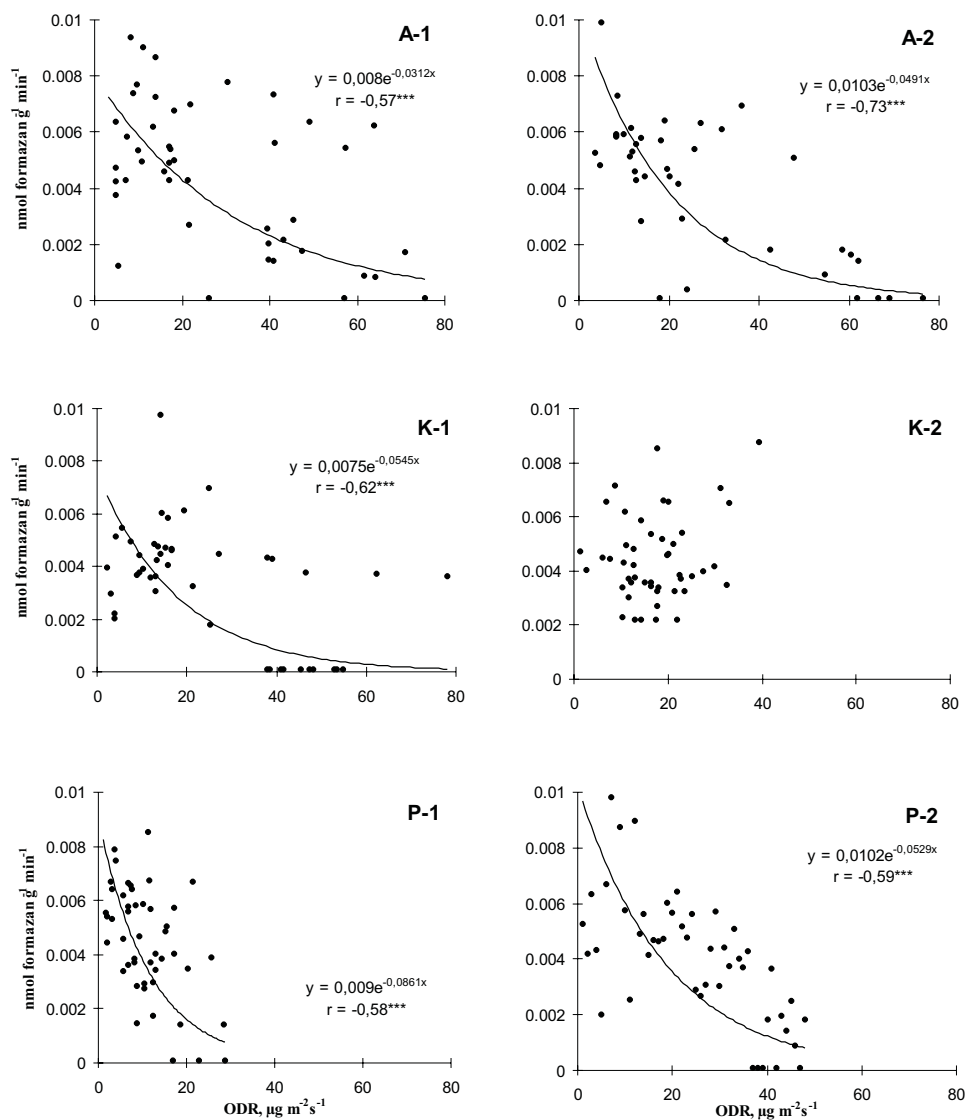 A-1
y = 0,008e^-0,0312x
r = -0,57***
nmol formazan g⁻¹ min⁻¹
0.01
0.008
0.006
0.004
0.002
0
0 20 40 60 80
A-2
y = 0,0103e^-0,0491x
r = -0,73***
0.01
0.008
0.006
0.004
0.002
0
0 20 40 60 80
K-1
y = 0,0075e^-0,0545x
r = -0,62***
nmol formazan g⁻¹ min⁻¹
0.01
0.008
0.006
0.004
0.002
0
0 20 40 60 80
K-2
0.01
0.008
0.006
0.004
0.002
0
0 20 40 60 80
P-1
y = 0,009e^-0,0861x
r = -0,58***
nmol formazan g⁻¹ min⁻¹
0.01
0.008
0.006
0.004
0.002
0
0 20 40 60 80
ODR, µg m⁻²s⁻¹
P-2
y = 0,0102e^-0,0529x
r = -0,59***
0.01
0.008
0.006
0.004
0.002
0
0 20 40 60 80
ODR, µg m⁻²s⁻¹